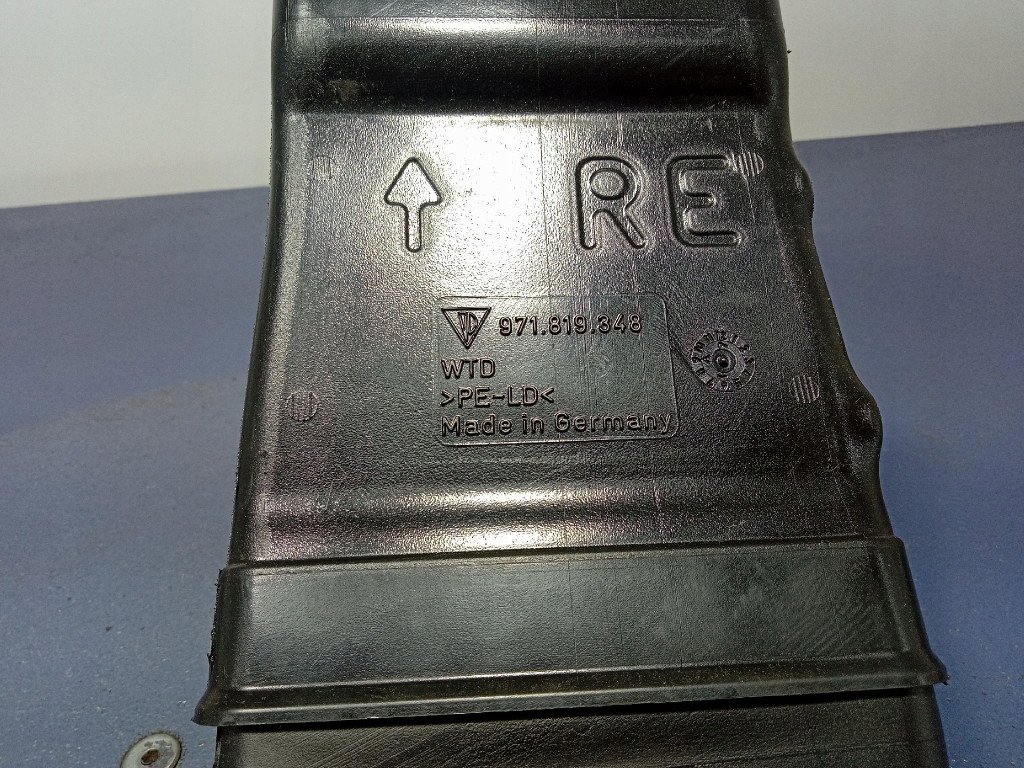 RE
971.819.348
WTD
>PE-LD<
Made in Germany